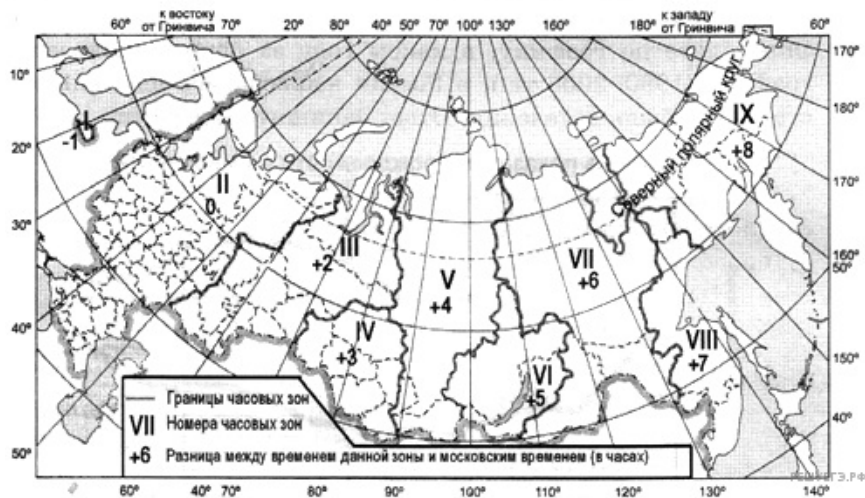 к востоку
от Гринвича
60° 70° 20° 80° 40° 50° 70° 100° 130° 160° 180°
к западу
от Гринвича
60°
10°
20°
30°
40°
50°
170°
180°
170°
160°
50°
150°
40°
Северный полярный круг
I
-1
II
0
III
+2
IV
+3
V
+4
VI
+5
VII
+6
VIII
+7
IX
+8
Границы часовых зон
VII Номера часовых зон
+6 Разница между временем данной зоны и московским временем (в часах)
60° 70° 80° 90° 100° 110° 120° 130° 140°
РЕШУЕГЭ.РФ